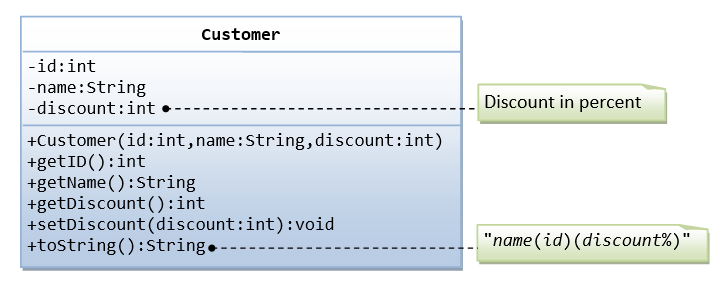 Customer
-id:int
-name:String
-discount:int
Discount in percent
+Customer(id:int,name:String,discount:int)
+getID():int
+getName():String
+getDiscount():int
+setDiscount(discount:int):void
+toString():String
"name(id)(discount%)"